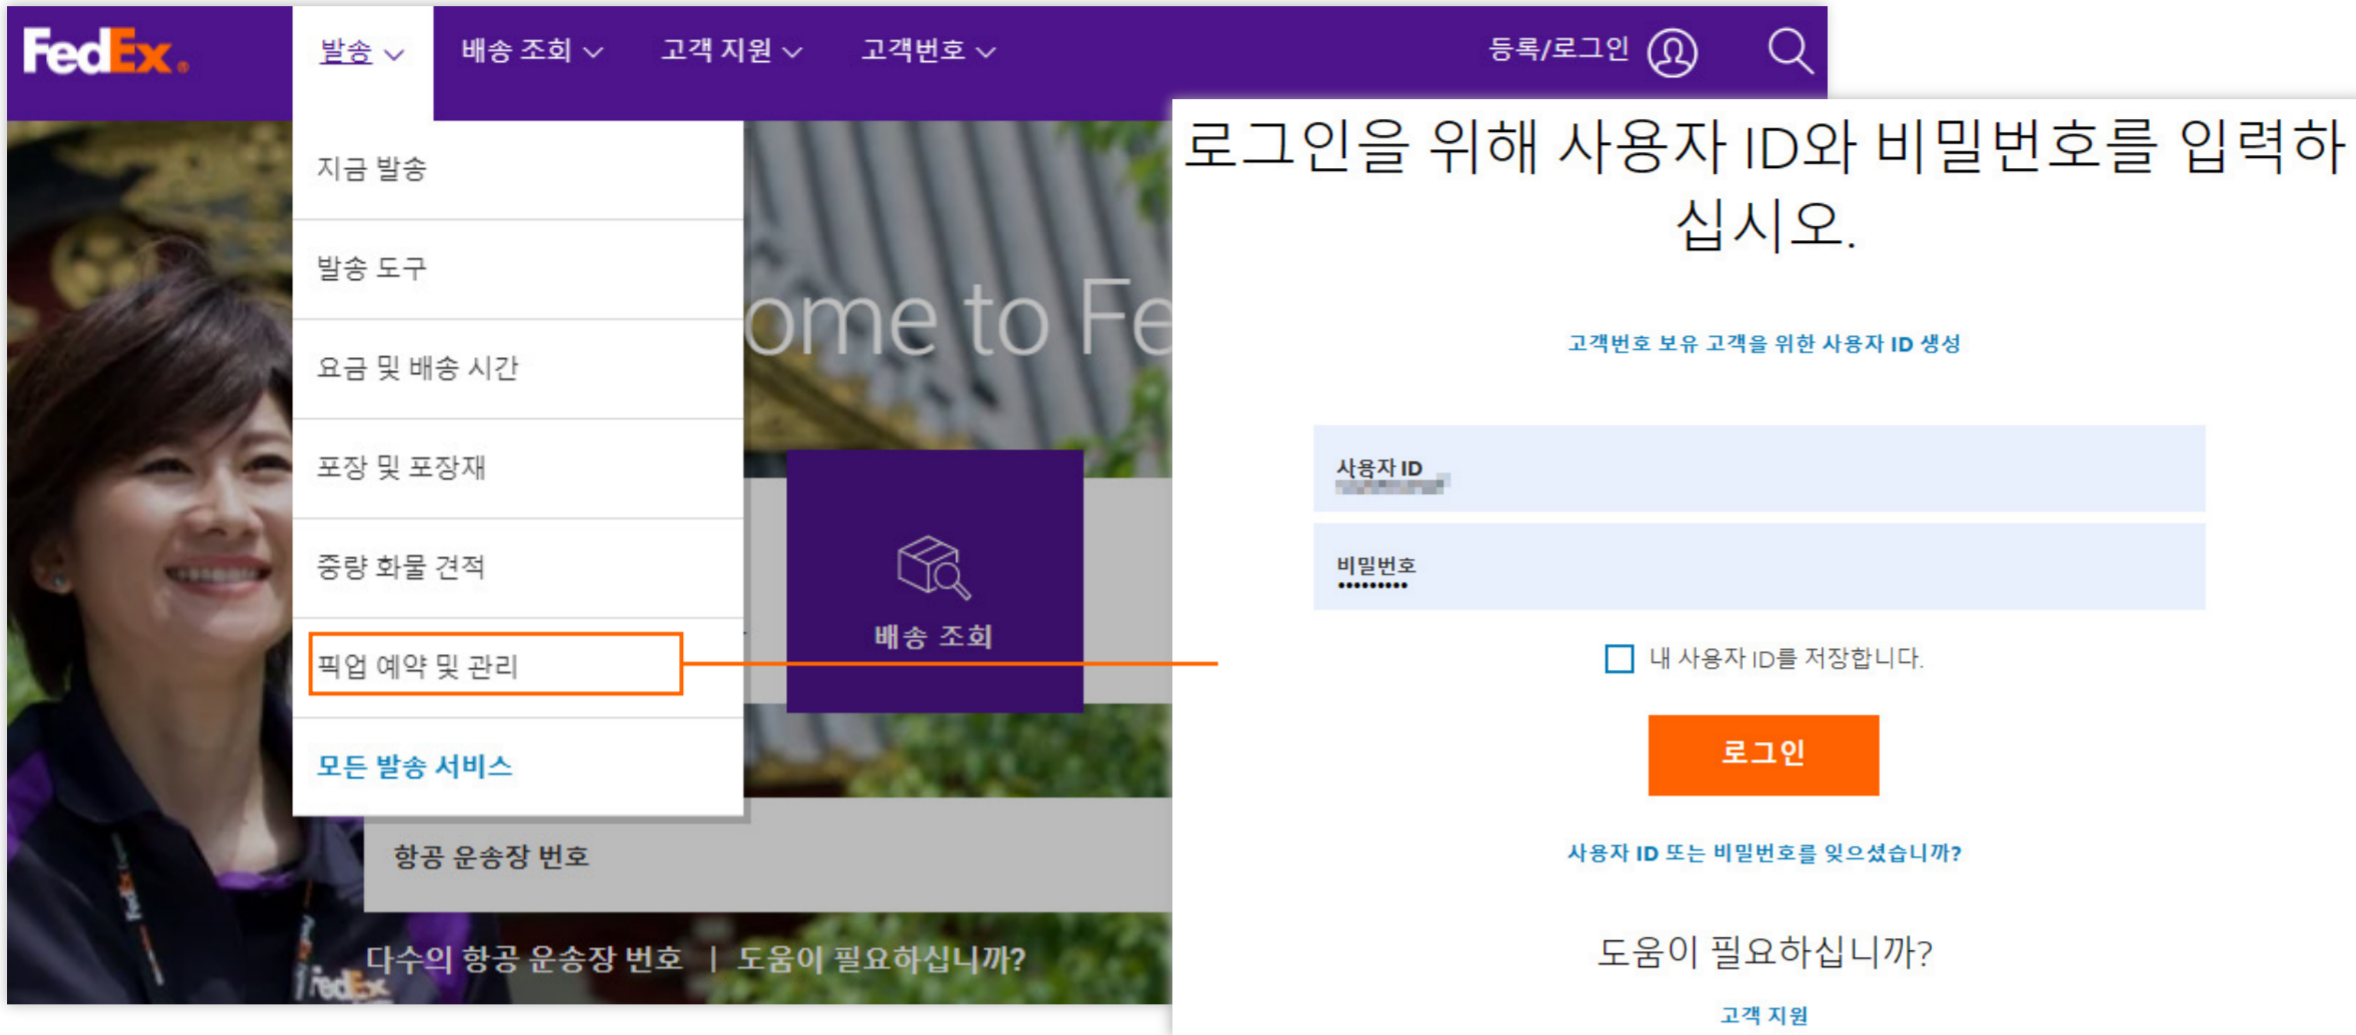 FedEx®
발송
배송 조회
고객 지원
고객번호
등록/로그인
지금 발송
발송 도구
요금 및 배송 시간
포장 및 포장재
중량 화물 견적
픽업 예약 및 관리
모든 발송 서비스
ome to Fe
배송 조회
항공 운송장 번호
다수의 항공 운송장 번호 | 도움이 필요하십니까?
FedEx
로그인을 위해 사용자 ID와 비밀번호를 입력하
십시오.
고객번호 보유 고객을 위한 사용자 ID 생성
사용자 ID
비밀번호
•••••••••
내 사용자 ID를 저장합니다.
로그인
사용자 ID 또는 비밀번호를 잊으셨습니까?
도움이 필요하십니까?
고객 지원